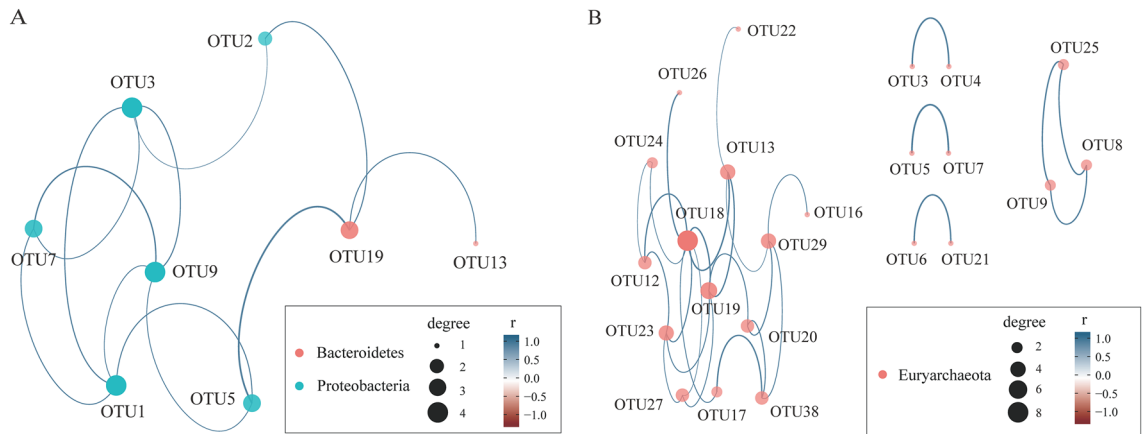 A
OTU2
OTU3
OTU7
OTU9
OTU19
OTU13
OTU1
OTU5
Bacteroidetes
Proteobacteria
degree
1
2
3
4
r
1.0
0.5
0.0
−0.5
−1.0
B
OTU22
OTU26
OTU24
OTU13
OTU18
OTU16
OTU29
OTU12
OTU19
OTU23
OTU20
OTU27
OTU17
OTU38
OTU3 OTU4
OTU5 OTU7
OTU6 OTU21
OTU25
OTU8
OTU9
Euryarchaeota
degree
2
4
6
8
r
1.0
0.5
0.0
−0.5
−1.0